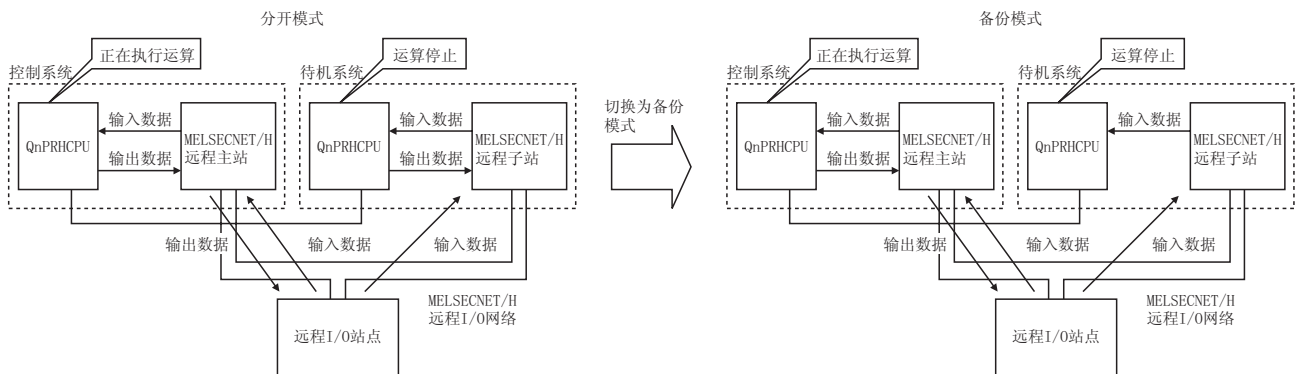 分开模式
正在执行运算
运算停止
控制系统
待机系统
QnPRHCPU
输入数据
输出数据
MELSECNET/H
远程主站
QnPRHCPU
输入数据
输出数据
MELSECNET/H
远程子站
输出数据
输入数据
输入数据
MELSECNET/H
远程I/O网络
远程I/O站点
切换为备份
模式
备份模式
正在执行运算
运算停止
控制系统
待机系统
QnPRHCPU
输入数据
输出数据
MELSECNET/H
远程主站
QnPRHCPU
输入数据
MELSECNET/H
远程子站
输出数据
输入数据
输入数据
MELSECNET/H
远程I/O网络
远程I/O站点